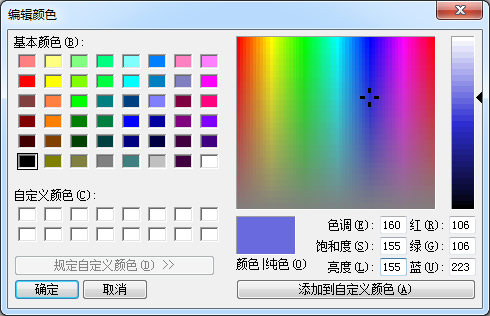 编辑颜色
基本颜色(B):
自定义颜色(C):
规定自定义颜色(D) >>
确定 取消
颜色|纯色(O)
色调(E): 160 红(R): 106
饱和度(S): 155 绿(G): 106
亮度(L): 155 蓝(U): 223
添加到自定义颜色(A)